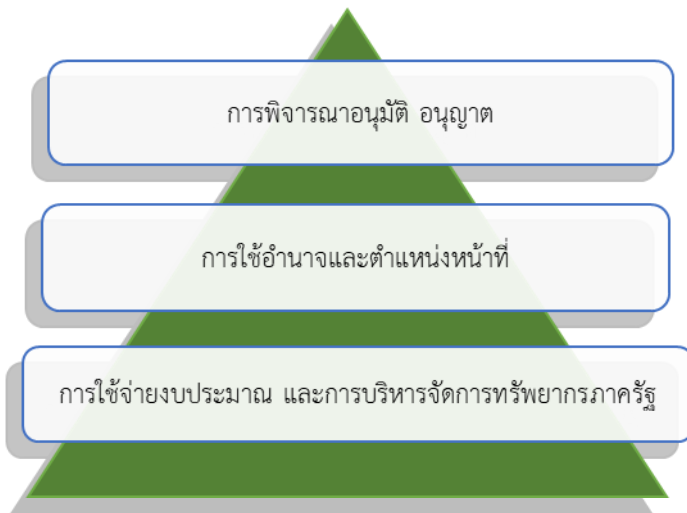 การพิจารณาอนุมัติ อนุญาต
การใช้อำนาจและตำแหน่งหน้าที่
การใช้จ่ายงบประมาณ และการบริหารจัดการทรัพยากรภาครัฐ